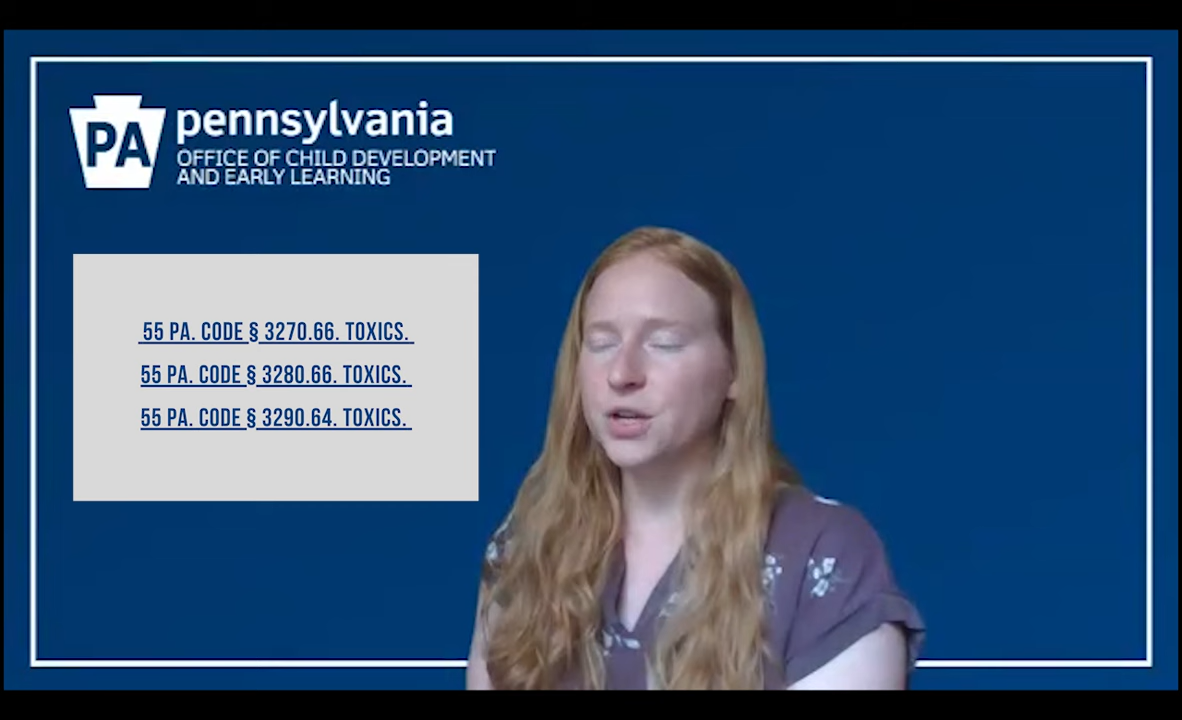 PA pennsylvania
OFFICE OF CHILD DEVELOPMENT
AND EARLY LEARNING
55 PA. CODE § 3270.66. TOXICS.
55 PA. CODE § 3280.66. TOXICS.
55 PA. CODE § 3290.64. TOXICS.